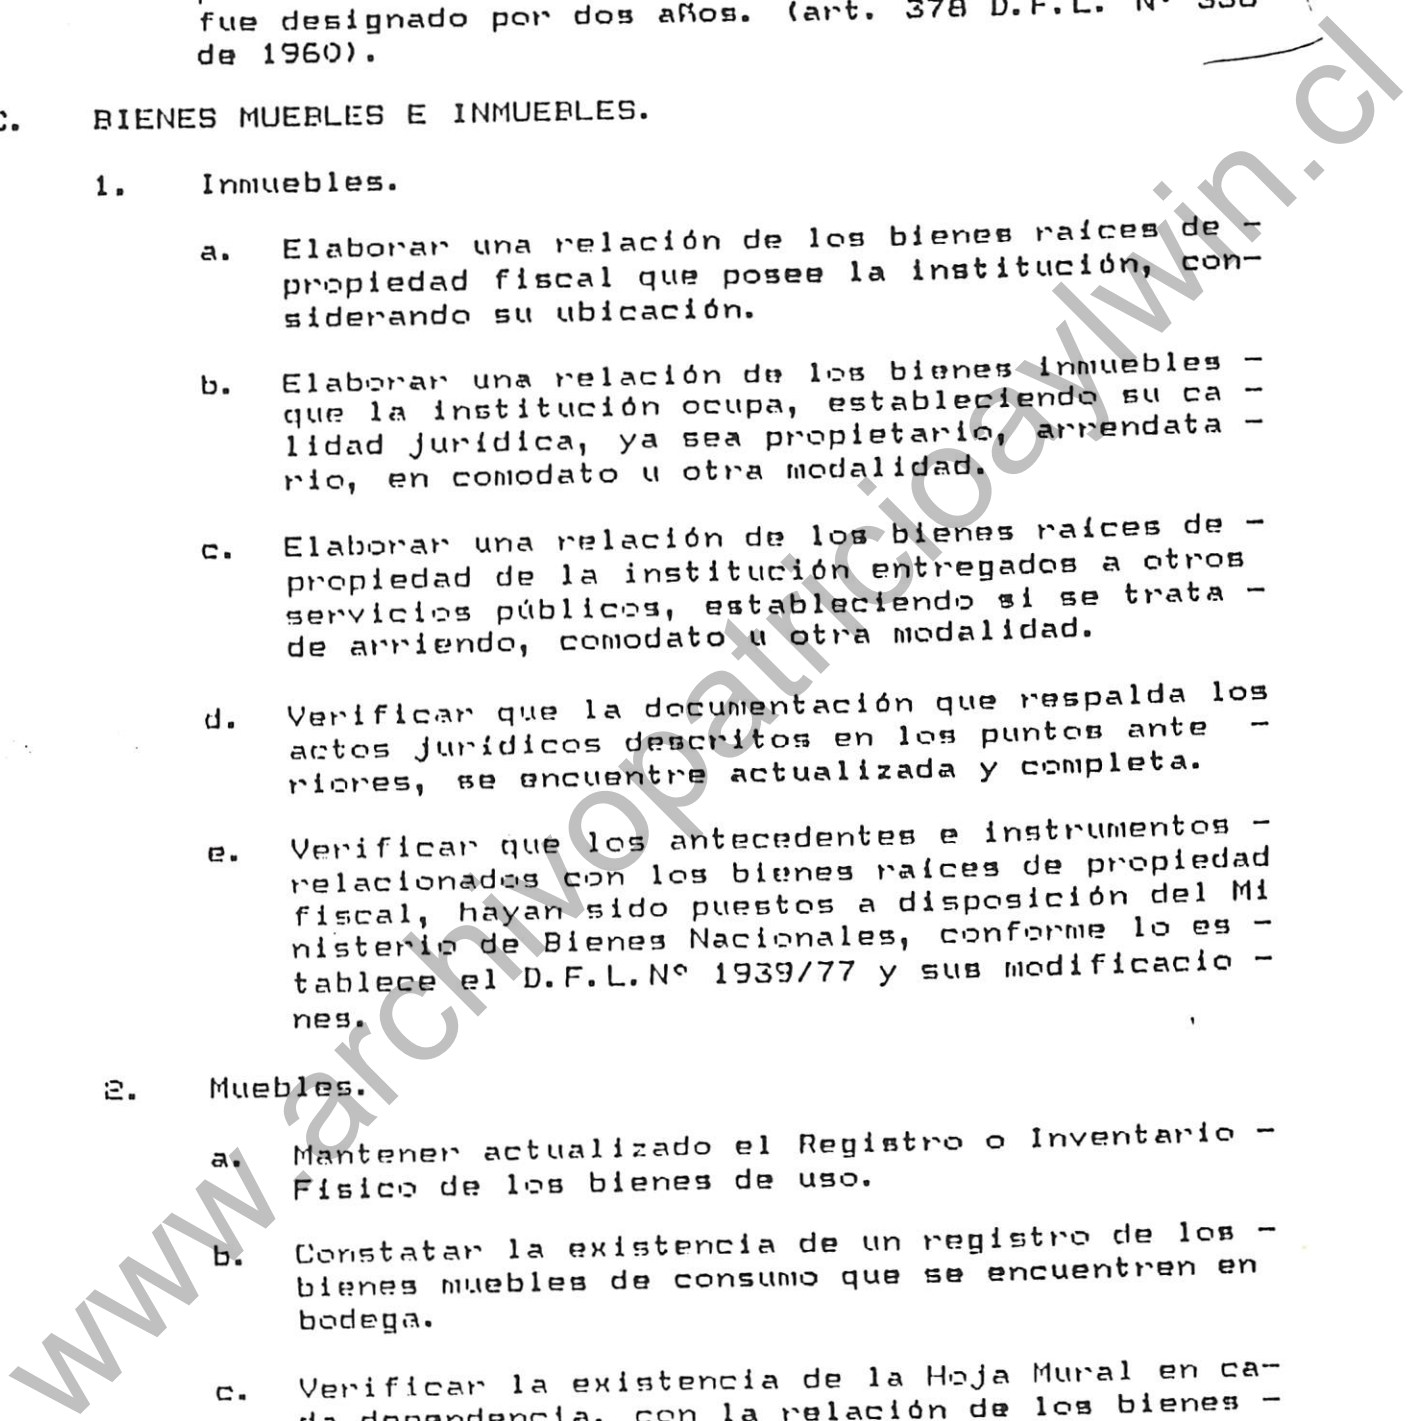 fue designado por dos años. (art. 378 D.F.L. N° 338
de 1960).
C. BIENES MUEBLES E INMUEBLES.
1. Inmuebles.
a. Elaborar una relación de los bienes raíces de -
propiedad fiscal que posee la institución, con-
siderando su ubicación.
b. Elaborar una relación de los bienes inmuebles -
que la institución ocupa, estableciendo su ca -
lidad jurídica, ya sea propietario, arrendata -
rio, en comodato u otra modalidad.
c. Elaborar una relación de los bienes raíces de -
propiedad de la institución entregados a otros
servicios públicos, estableciendo si se trata -
de arriendo, comodato u otra modalidad.
d. Verificar que la documentación que respalda los
actos jurídicos descritos en los puntos ante -
riores, se encuentre actualizada y completa.
e. Verificar que los antecedentes e instrumentos -
relacionados con los bienes raíces de propiedad
fiscal, hayan sido puestos a disposición del Mi
nisterio de Bienes Nacionales, conforme lo es -
tablece el D.F.L.N° 1939/77 y sus modificacio -
nes.
2. Muebles.
a. Mantener actualizado el Registro o Inventario -
Físico de los bienes de uso.
b. Constatar la existencia de un registro de los -
bienes muebles de consumo que se encuentren en
bodega.
c. Verificar la existencia de la Hoja Mural en ca-
da dependencia, con la relación de los bienes -
www.archivopatricioaylwin.cl